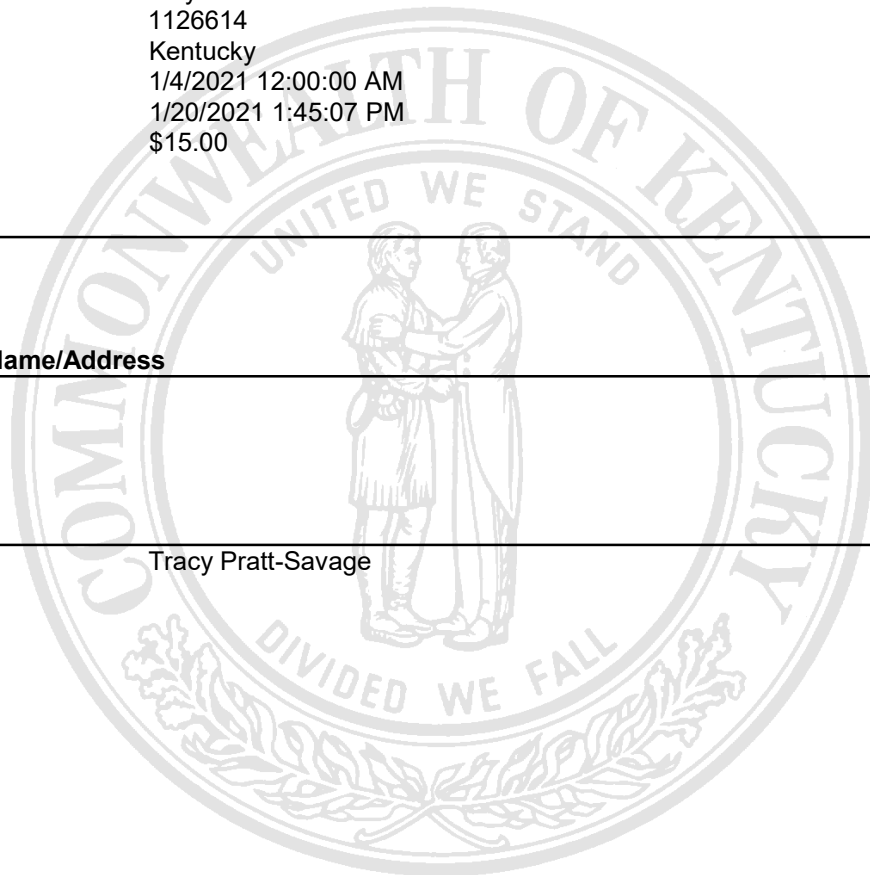 1126614
Kentucky
1/4/2021 12:00:00 AM
1/20/2021 1:45:07 PM
$15.00
COMMONWEALTH OF KENTUCKY
UNITED WE STAND
Name/Address
Tracy Pratt-Savage
DIVIDED WE FALL